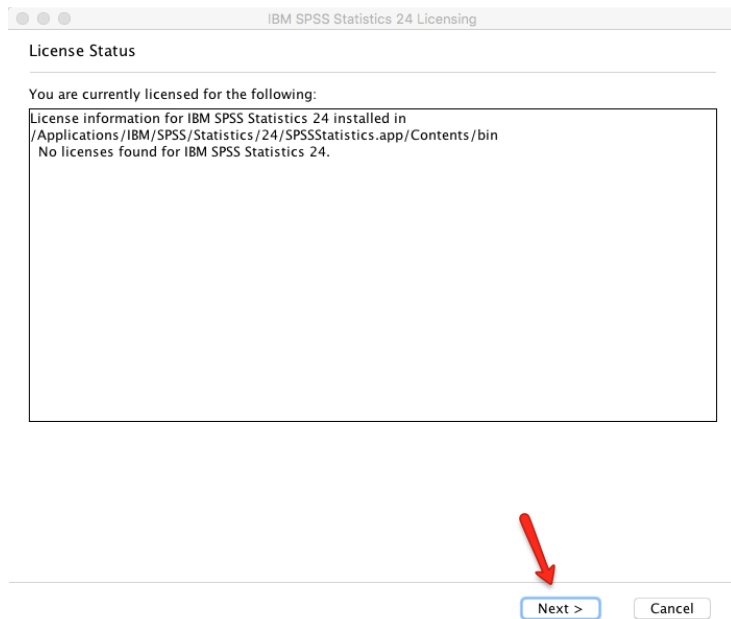 IBM SPSS Statistics 24 Licensing
License Status
You are currently licensed for the following:
License information for IBM SPSS Statistics 24 installed in
/Applications/IBM/SPSS/Statistics/24/SPSSStatistics.app/Contents/bin
No licenses found for IBM SPSS Statistics 24.
Next > Cancel